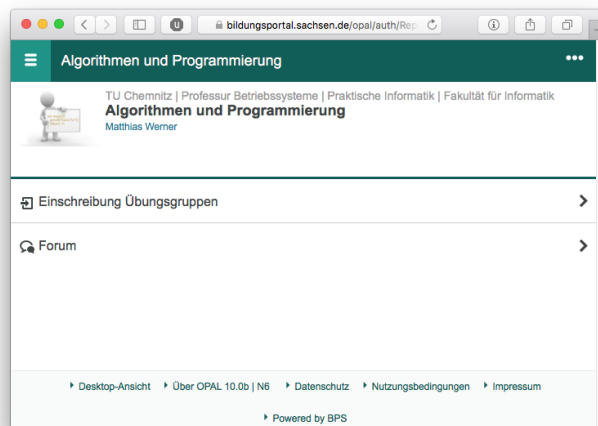 bildungsportal.sachsen.de/opal/auth/Rep
Algorithmen und Programmierung
TU Chemnitz | Professur Betriebssysteme | Praktische Informatik | Fakultät für Informatik
Algorithmen und Programmierung
Matthias Werner
Einschreibung Übungsgruppen
Forum
Desktop-Ansicht Über OPAL 10.0b | N6 Datenschutz Nutzungsbedingungen Impressum
Powered by BPS